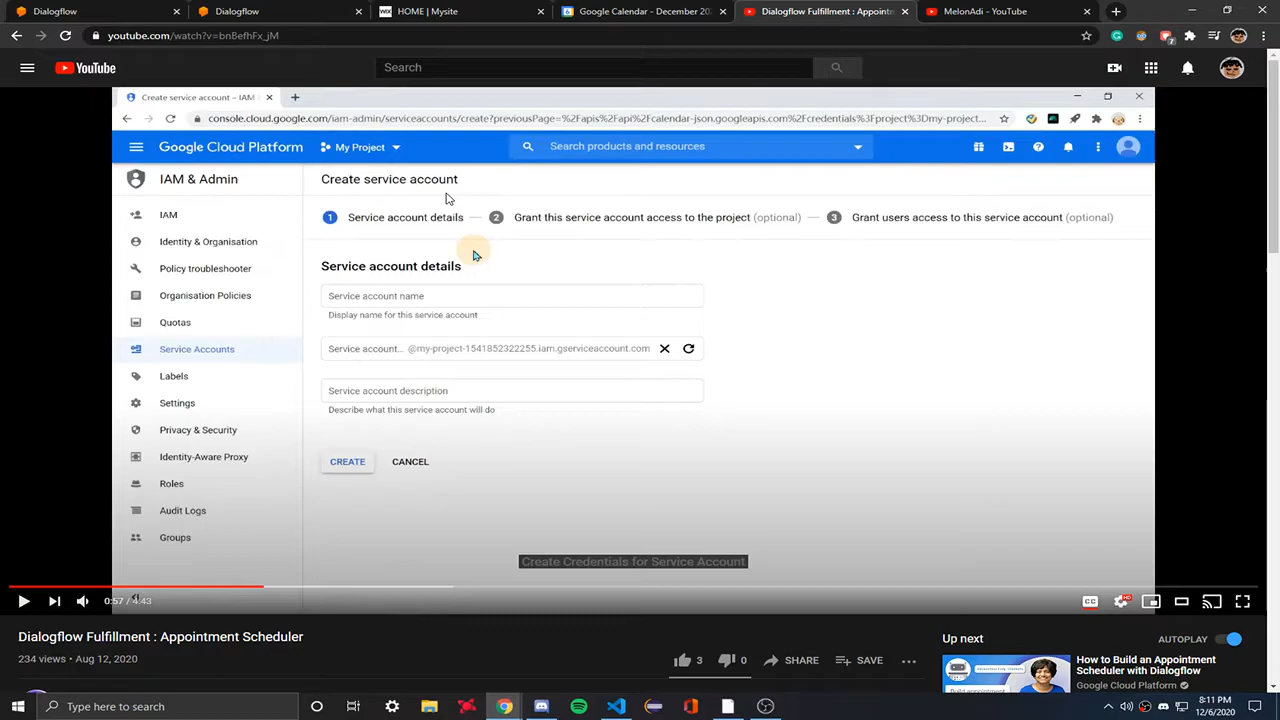 Dialogflow
Dialogflow
WIX HOME | Mysite
Google Calendar - December 20
Dialogflow Fulfillment : Appointm
MelonAdi - YouTube
youtube.com/watch?v=bnBefhFx_jM
YouTube
Search
Create service account – IAM
console.cloud.google.com/iam-admin/serviceaccounts/create?previousPage=%2Fapis%2Fapi%2Fcalendar-json.googleapis.com%2Fcredentials%3Fproject%3Dmy-project...
Google Cloud Platform
My Project
Search products and resources
IAM & Admin
Create service account
1 Service account details
2 Grant this service account access to the project (optional)
3 Grant users access to this service account (optional)
IAM
Identity & Organisation
Policy troubleshooter
Organisation Policies
Quotas
Service Accounts
Labels
Settings
Privacy & Security
Identity-Aware Proxy
Roles
Audit Logs
Groups
Service account details
Service account name
Display name for this service account
Service account... @my-project-1541852322255.iam.gserviceaccount.com
Service account description
Describe what this service account will do
CREATE CANCEL
Create Credentials for Service Account
0:57 / 4:43
CC
HD
Dialogflow Fulfillment : Appointment Scheduler
234 views • Aug 12, 2020
3
0
SHARE
SAVE
Up next
AUTOPLAY
How to Build an Appointment
Scheduler with Dialogflow
Google Cloud Platform
Build appointment
Type here to search
8:11 PM
12/6/2020